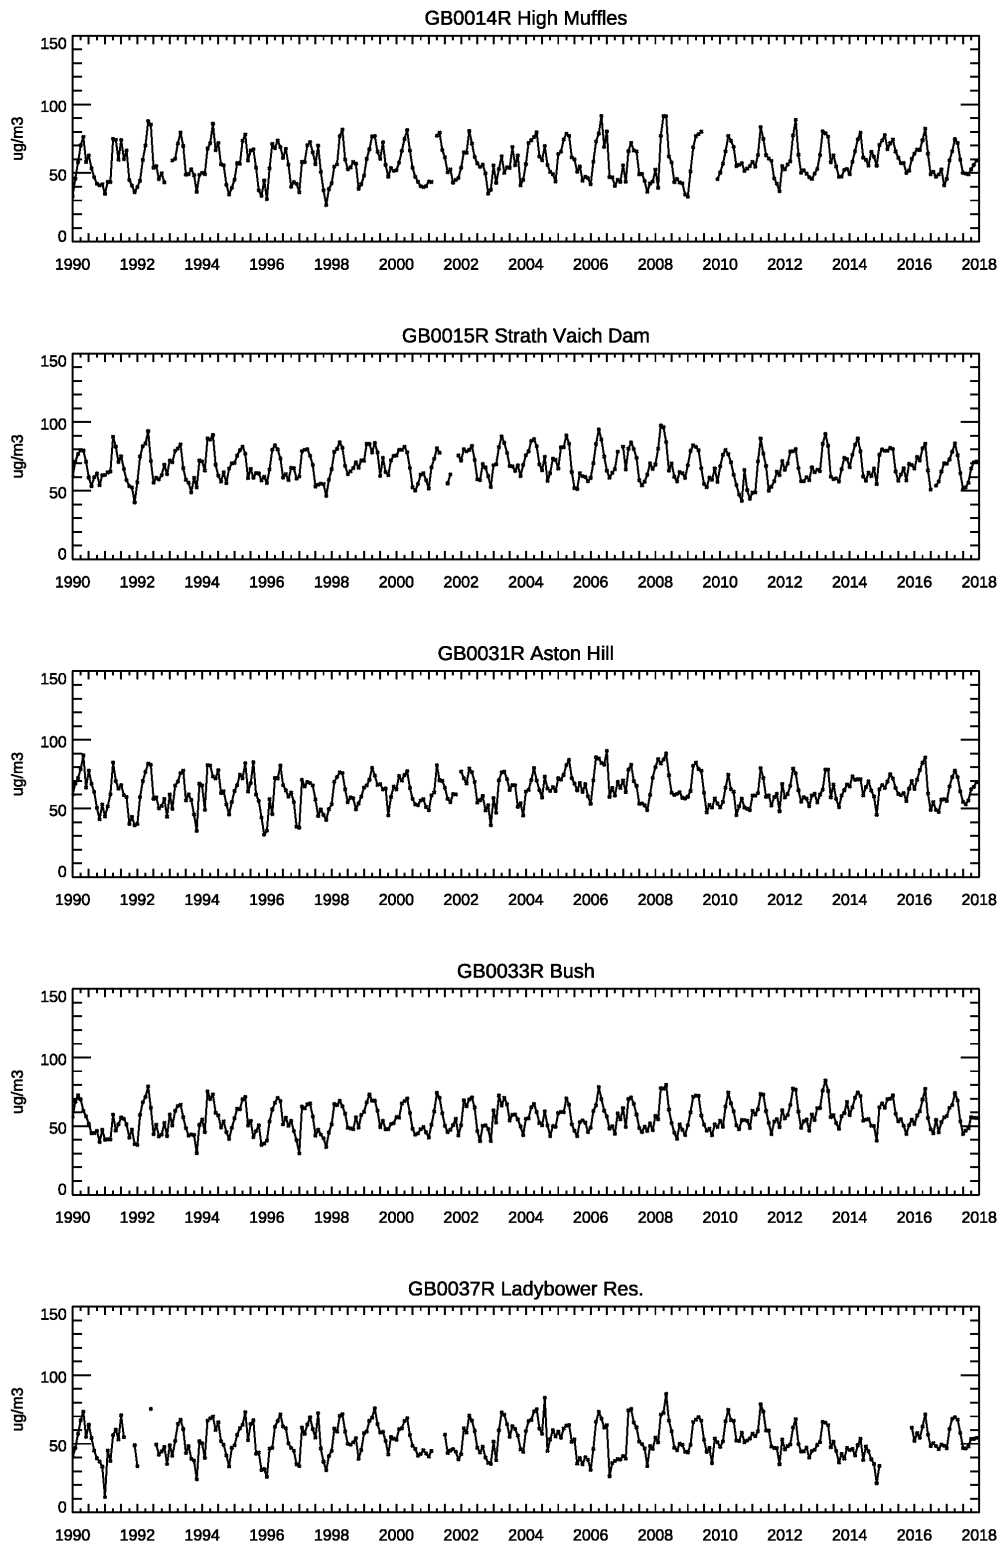 GB0014R High Muffles
150
100
50
0
ug/m3
1990 1992 1994 1996 1998 2000 2002 2004 2006 2008 2010 2012 2014 2016 2018
GB0015R Strath Vaich Dam
150
100
50
0
ug/m3
1990 1992 1994 1996 1998 2000 2002 2004 2006 2008 2010 2012 2014 2016 2018
GB0031R Aston Hill
150
100
50
0
ug/m3
1990 1992 1994 1996 1998 2000 2002 2004 2006 2008 2010 2012 2014 2016 2018
GB0033R Bush
150
100
50
0
ug/m3
1990 1992 1994 1996 1998 2000 2002 2004 2006 2008 2010 2012 2014 2016 2018
GB0037R Ladybower Res.
150
100
50
0
ug/m3
1990 1992 1994 1996 1998 2000 2002 2004 2006 2008 2010 2012 2014 2016 2018